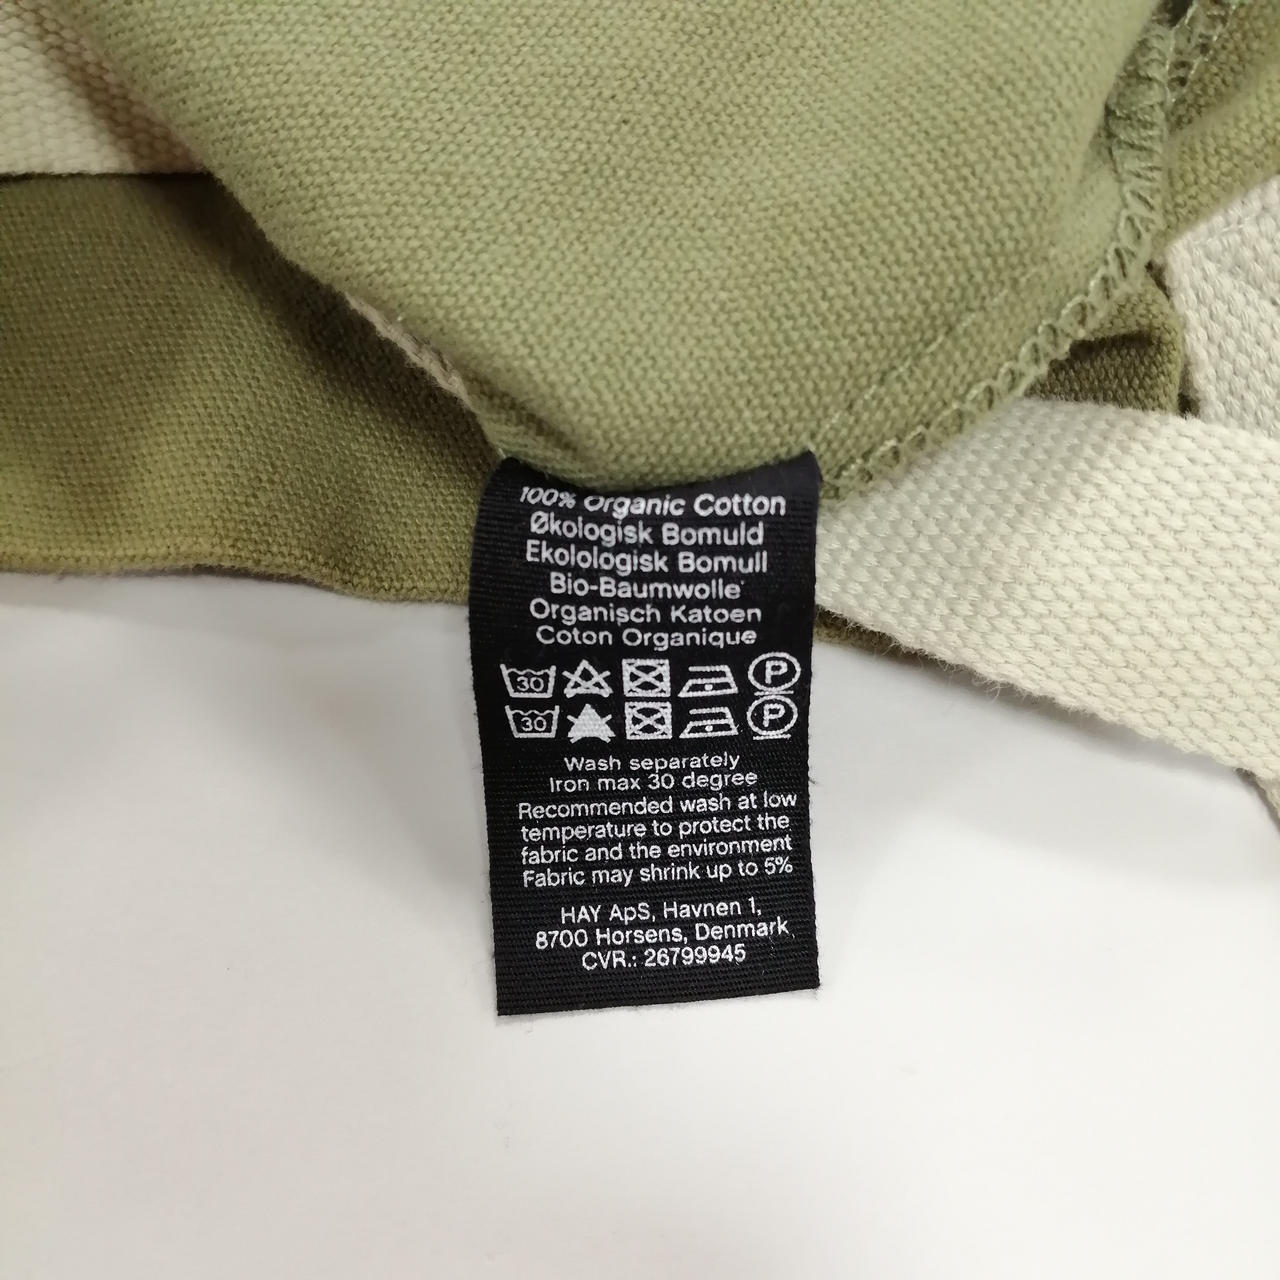 100% Organic Cotton
Økologisk Bomuld
Ekolologisk Bomull
Bio-Baumwolle
Organisch Katoen
Coton Organique
30 P
30 P
Wash separately
Iron max 30 degree
Recommended wash at low
temperature to protect the
fabric and the environment
Fabric may shrink up to 5%
HAY ApS, Havnen 1,
8700 Horsens, Denmark
CVR.: 26799945